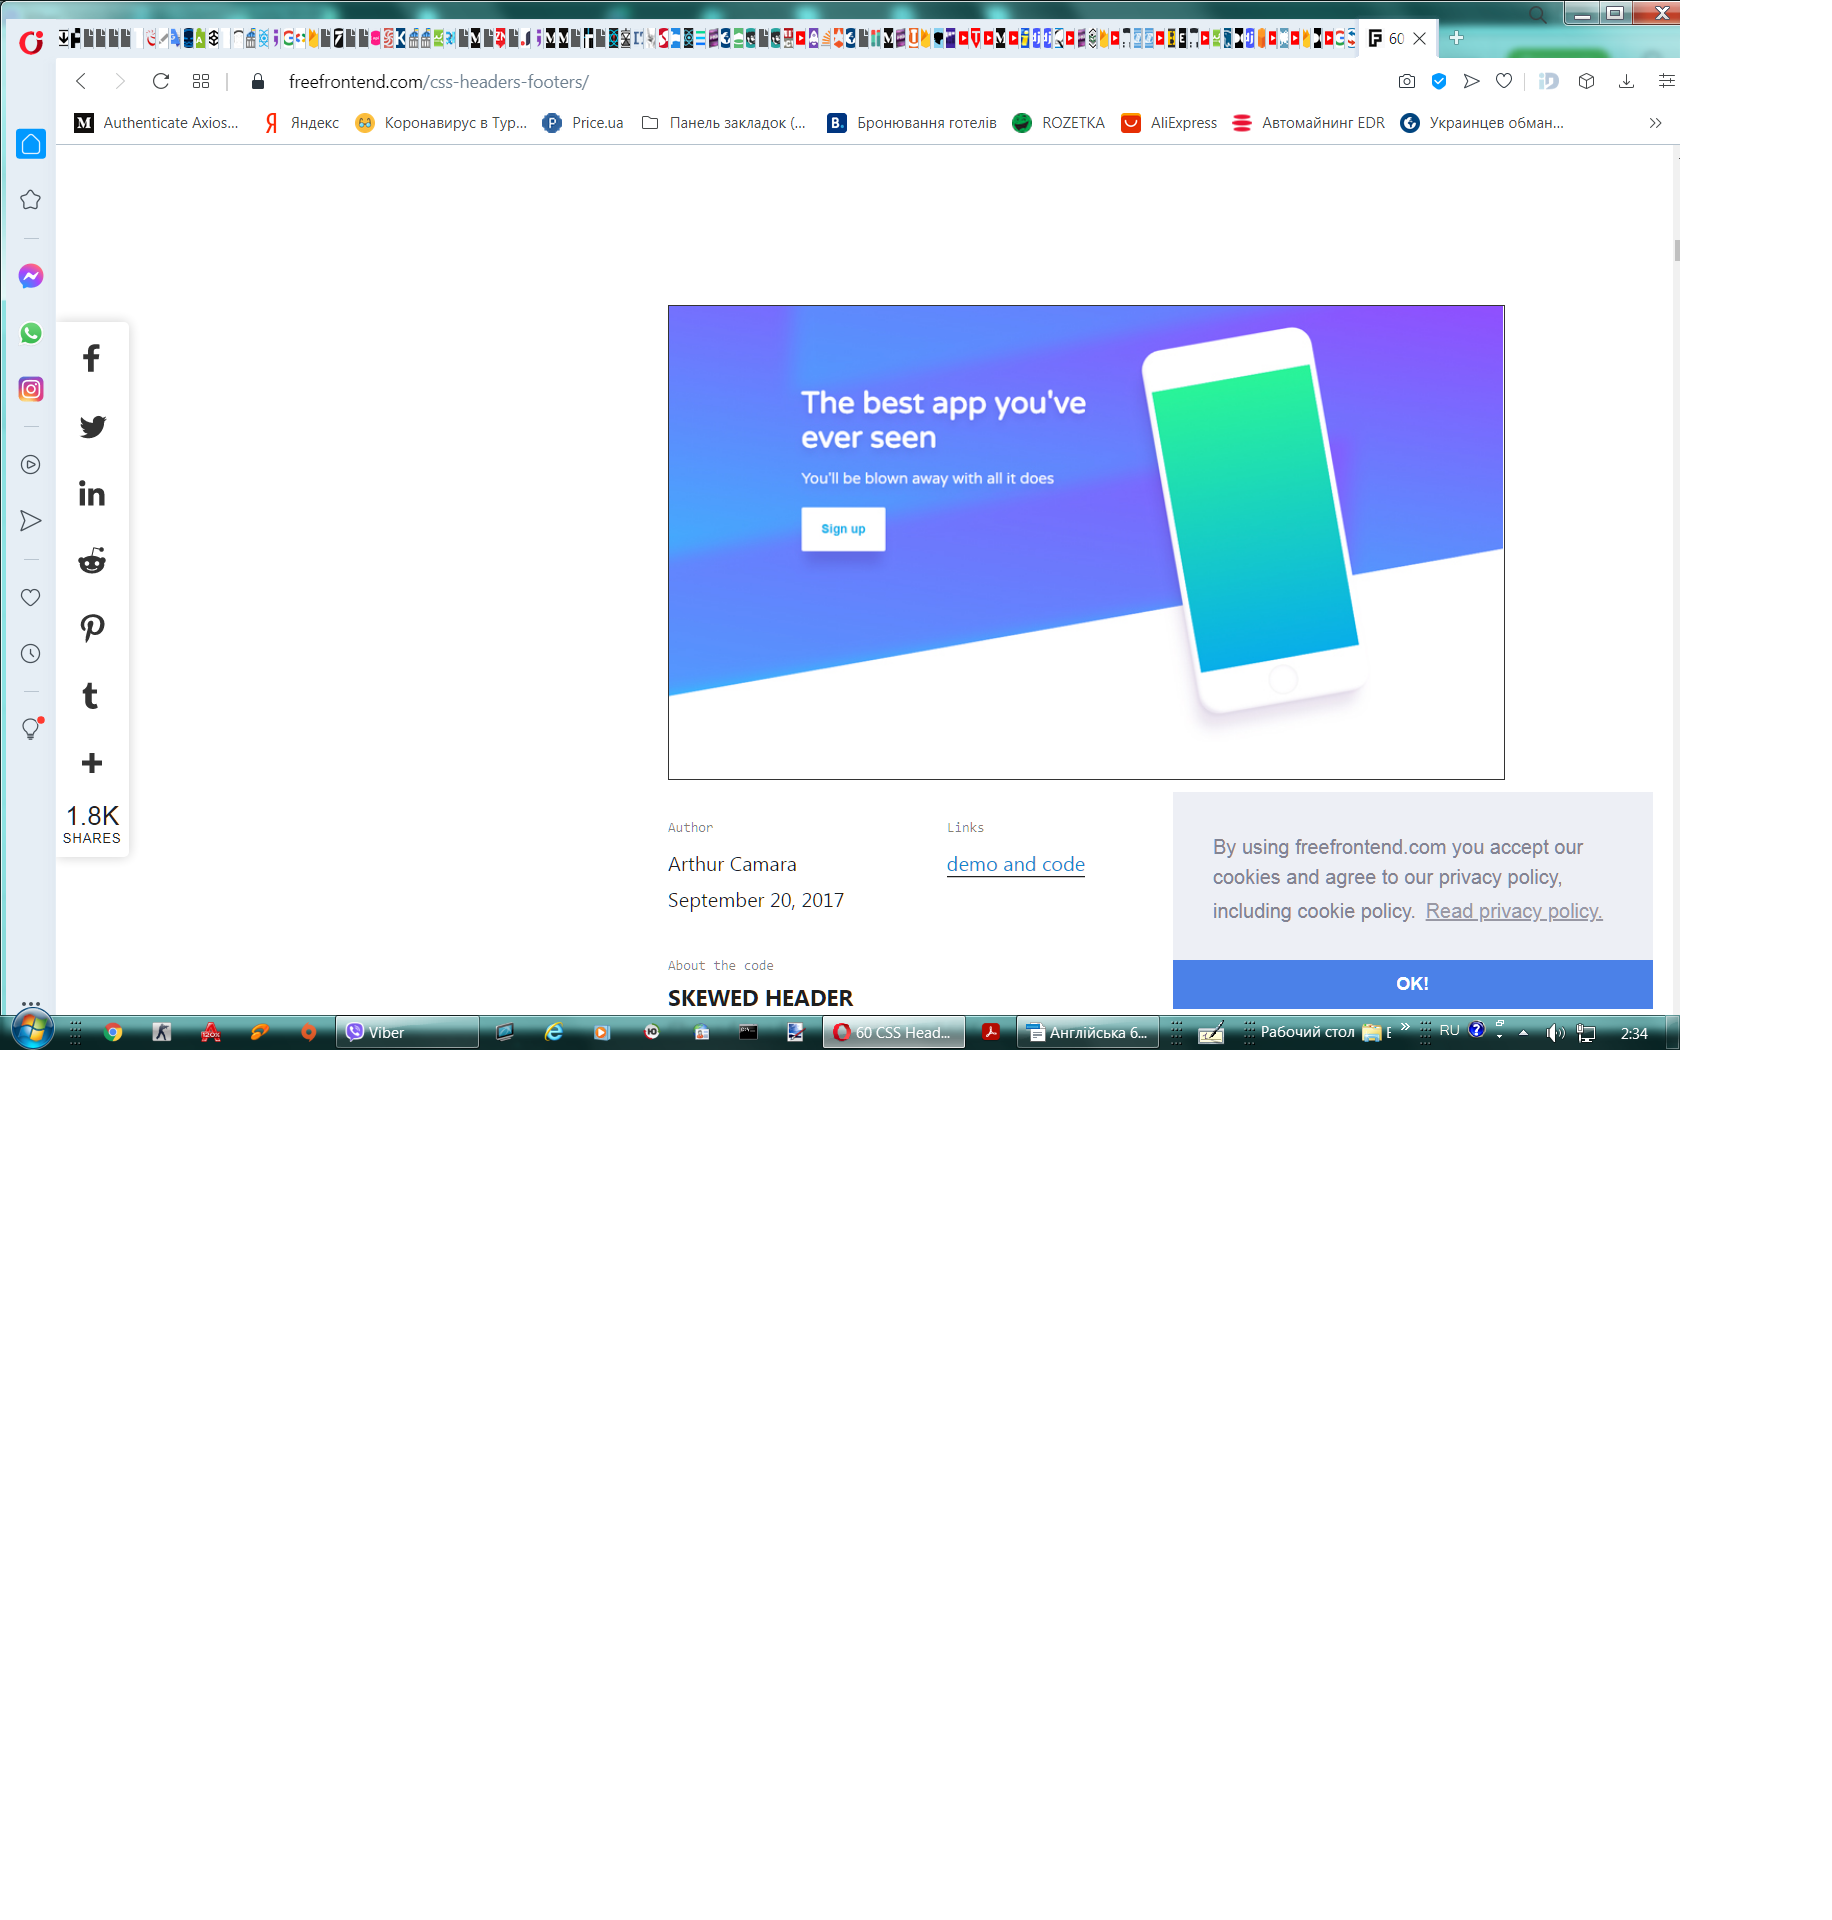 60
freefrontend.com/css-headers-footers/
Authenticate Axios...
Яндекс
Коронавирус в Тур...
Price.ua
Панель закладок (...
Бронювання готелів
ROZETKA
AliExpress
Автомайнинг EDR
Украинцев обман...
The best app you've
ever seen
You'll be blown away with all it does
Sign up
1.8K
SHARES
Author
Links
Arthur Camara
demo and code
September 20, 2017
About the code
SKEWED HEADER
By using freefrontend.com you accept our
cookies and agree to our privacy policy,
including cookie policy. Read privacy policy.
OK!
Viber
60 CSS Head...
Англійська 6...
Рабочий стол
RU
2:34